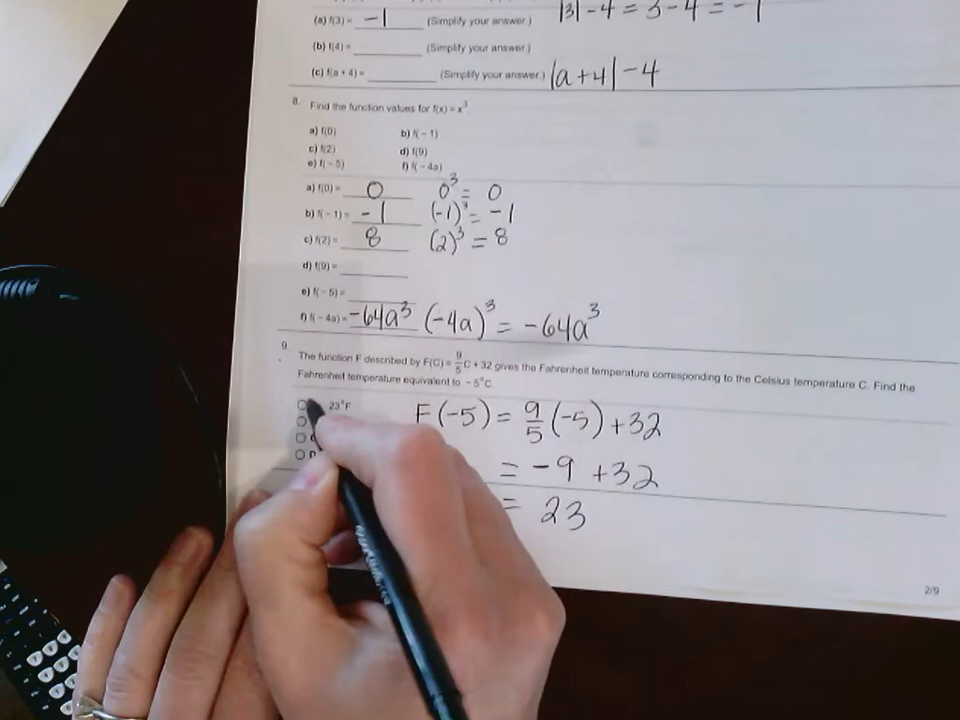 (a) f(3) = -1 (Simplify your answer.) |3| - 4 = 3 - 4 = -1
(b) f(4) = (Simplify your answer.)
(c) f(a + 4) = (Simplify your answer.) |a + 4| - 4
8. Find the function values for f(x) = x³
a) f(0) b) f(-1)
c) f(2) d) f(9)
e) f(-5) f) f(-4a)
a) f(0) = 0 0³ = 0
b) f(-1) = -1 (-1)³ = -1
c) f(2) = 8 (2)³ = 8
d) f(9) =
e) f(-5) =
f) f(-4a) = -64a³ (-4a)³ = -64a³
9. The function F described by F(C) = 9/5 C + 32 gives the Fahrenheit temperature corresponding to the Celsius temperature C. Find the
Fahrenheit temperature equivalent to -5°C.
23°F F(-5) = 9/5 (-5) + 32
= -9 + 32
= 23
2/9